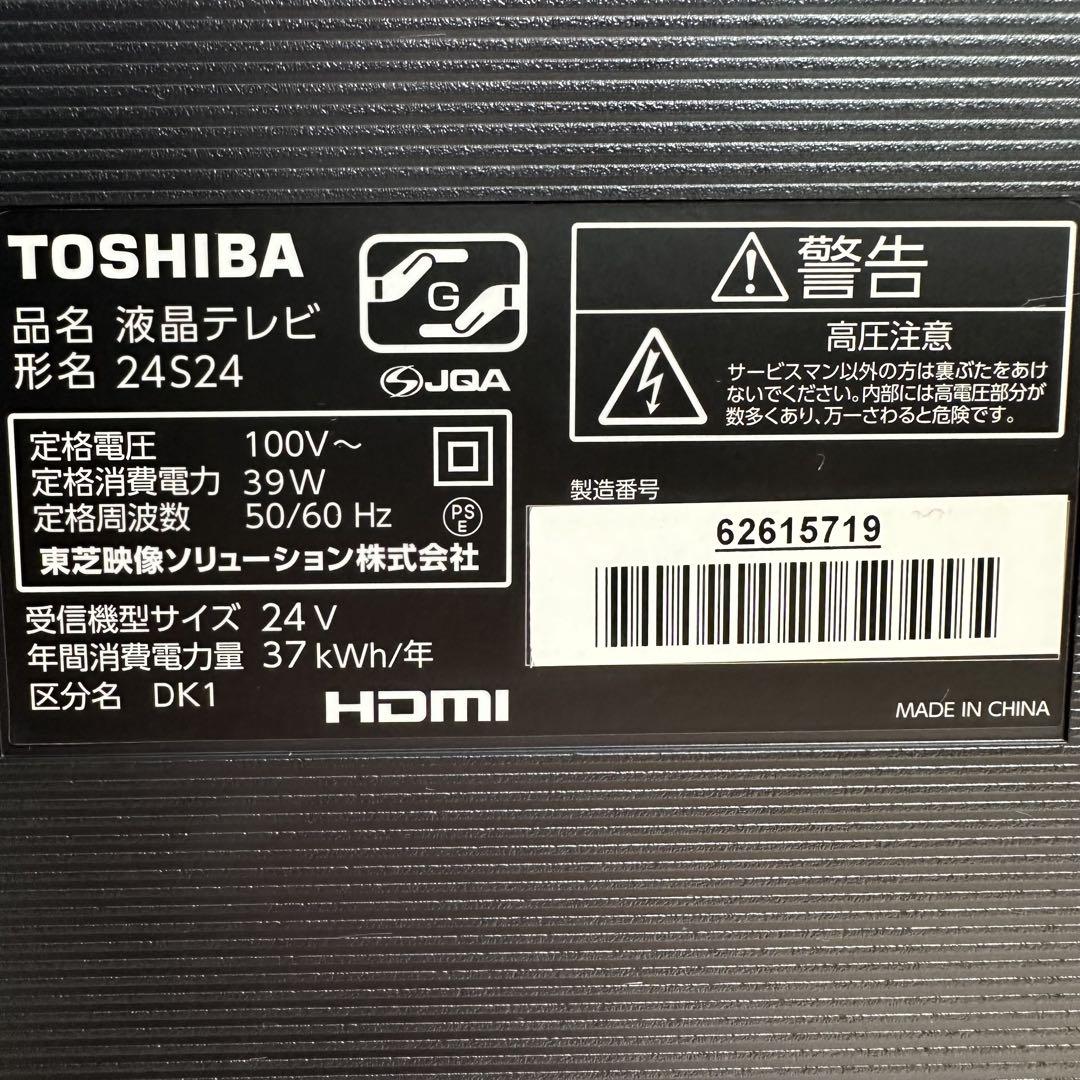 TOSHIBA
品名 液晶テレビ
形名 24S24
G
JQA
定格電圧 100V～
定格消費電力 39W
定格周波数 50/60 Hz
PS
E
東芝映像ソリューション株式会社
受信機型サイズ 24V
年間消費電力量 37kWh/年
区分名 DK1
HDMI
警告
高圧注意
サービスマン以外の方は裏ぶたをあけ
ないでください。内部には高電圧部分が
数多くあり、万一さわると危険です。
製造番号
62615719
MADE IN CHINA